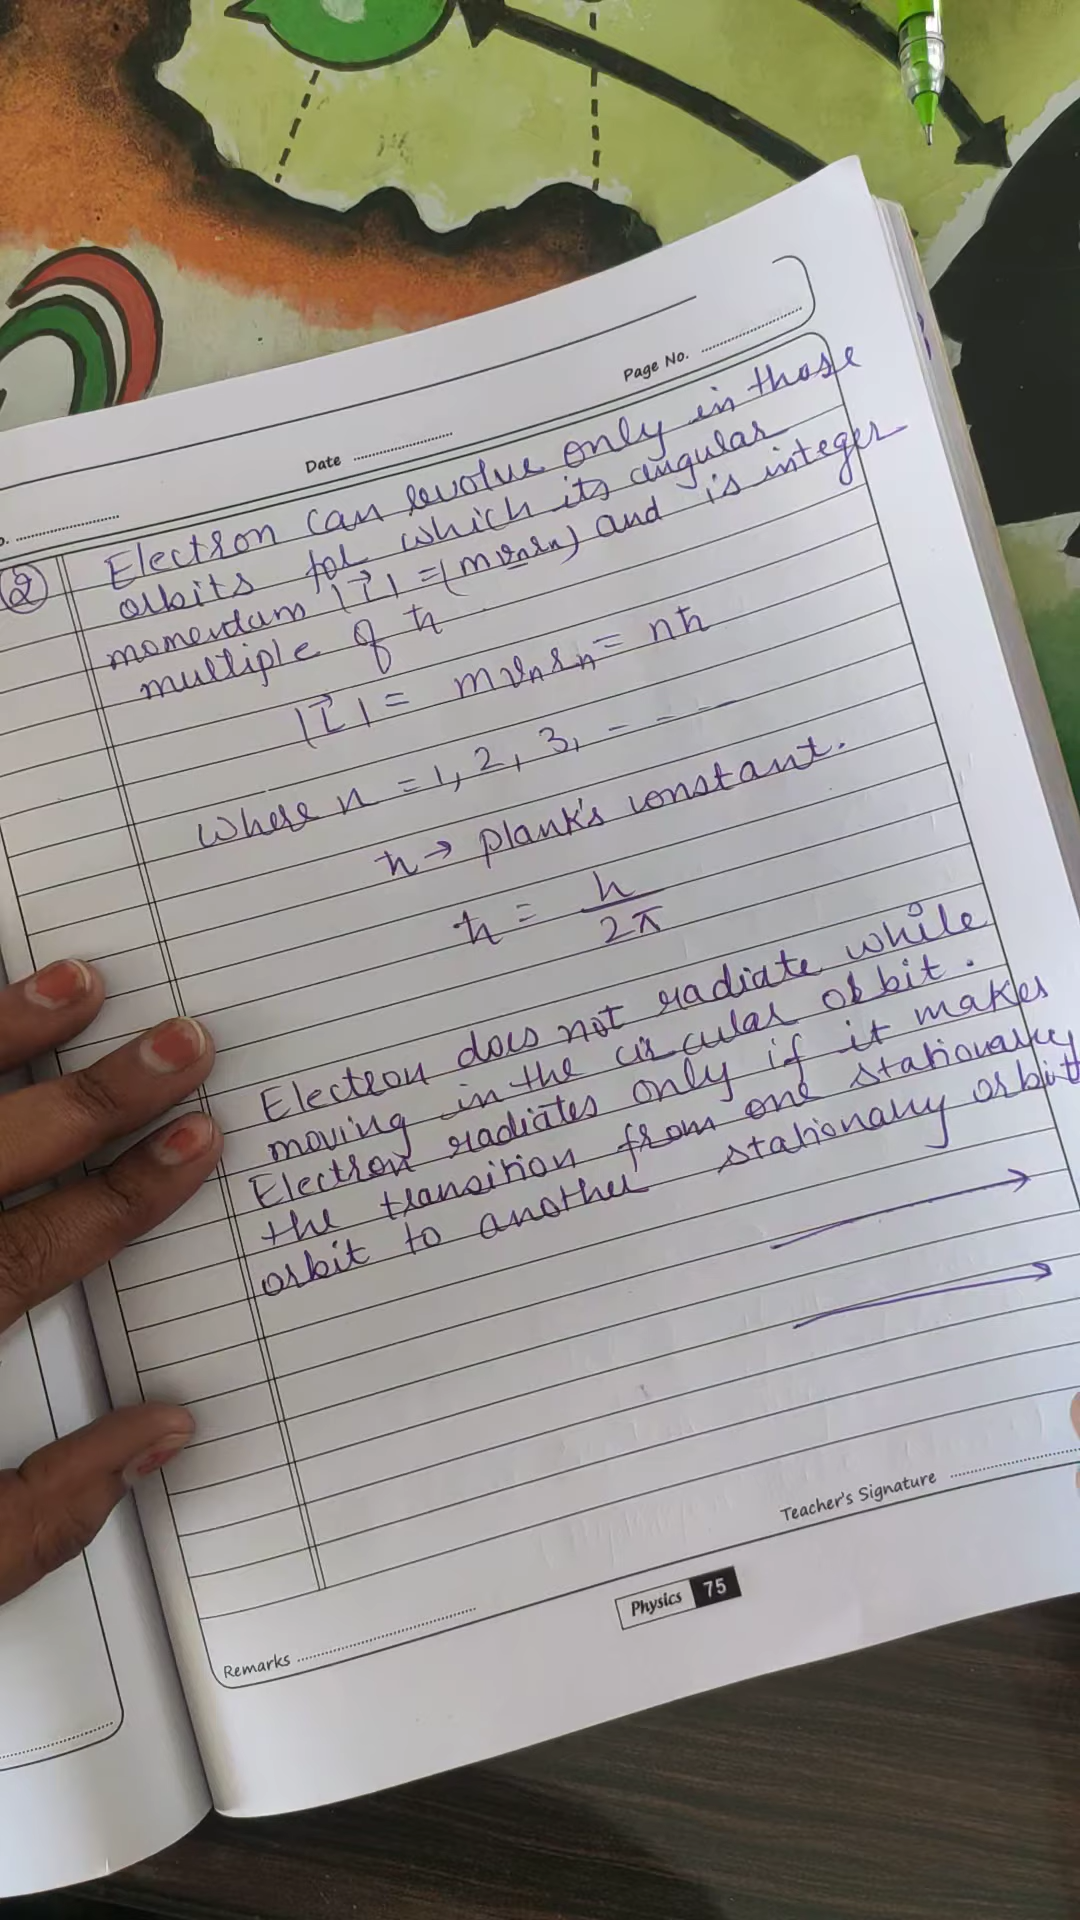 Page No.
Date
② Electron can revolve only in those
orbits for which its angular
momentum |L⃗| = (mvₙrₙ) and is integer
multiple of ħ
|L⃗| = mvₙrₙ = nħ
where n = 1, 2, 3, - - - -
ħ → plank's constant.
ħ = h / 2π
Electron does not radiate while
moving in the circular orbit.
Electron radiates only if it makes
the transition from one stationary
orbit to another stationary orbit
Teacher's Signature
Physics 75
Remarks